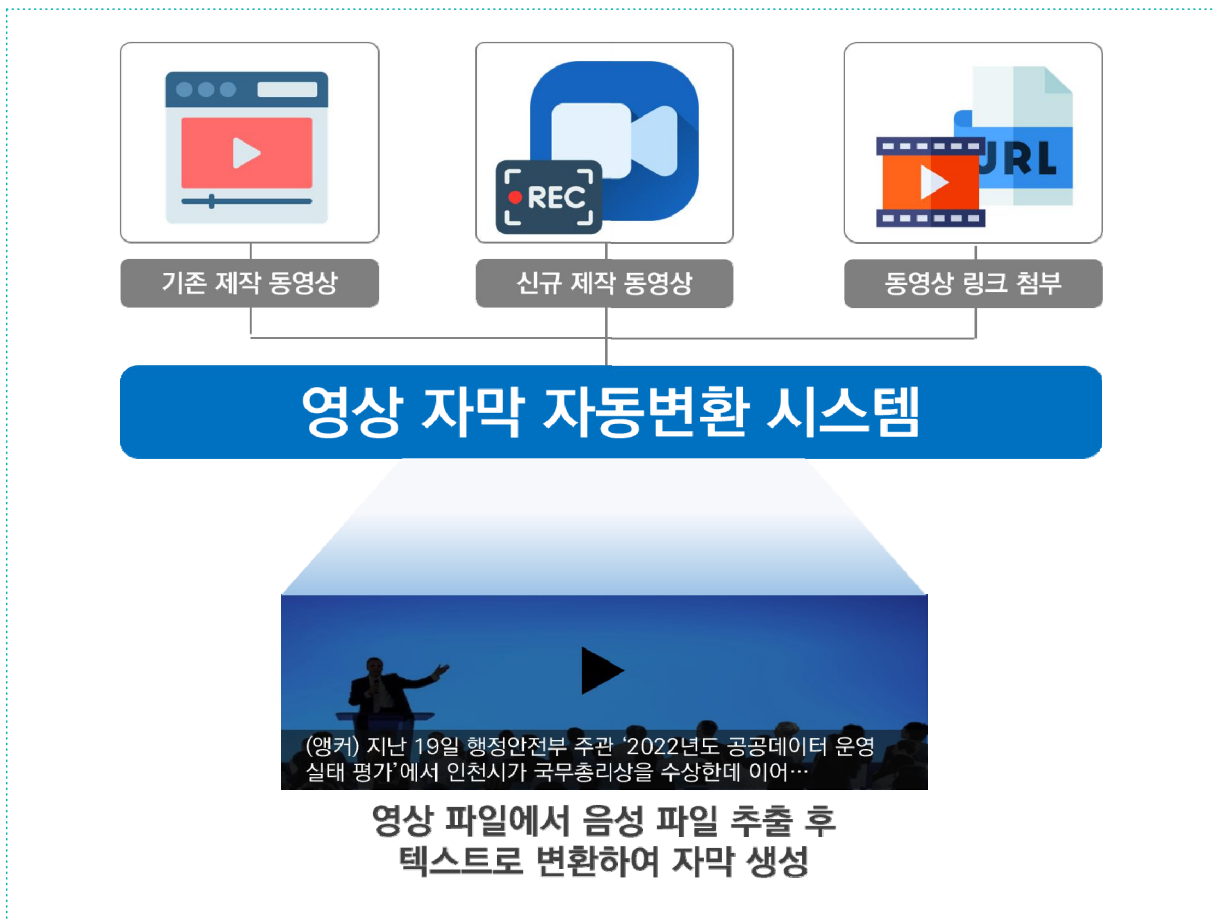 REC
URL
기존 제작 동영상
신규 제작 동영상
동영상 링크 첨부
영상 자막 자동변환 시스템
(앵커) 지난 19일 행정안전부 주관 ‘2022년도 공공데이터 운영
실태 평가’에서 인천시가 국무총리상을 수상한데 이어…
영상 파일에서 음성 파일 추출 후
텍스트로 변환하여 자막 생성